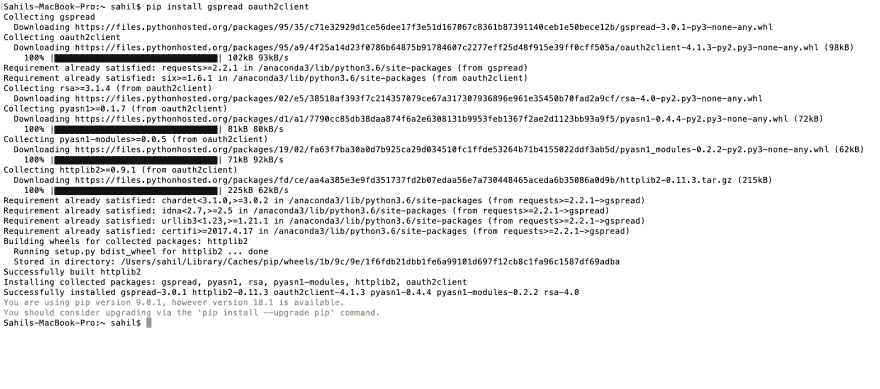 Sahils-MacBook-Pro:~ sahil$ pip install gspread oauth2client
Collecting gspread
Downloading https://files.pythonhosted.org/packages/95/35/c71e32929d1ce56dee17f3e51d167067c8361b87391140ceb1e50bece12b/gspread-3.0.1-py3-none-any.whl
Collecting oauth2client
Downloading https://files.pythonhosted.org/packages/95/a9/4f25a14d23f0786b64875b91784607c2277eff25d48f915e39ff0cff505a/oauth2client-4.1.3-py2.py3-none-any.whl (98kB)
100% || 102kB 93kB/s
Requirement already satisfied: requests>=2.2.1 in /anaconda3/lib/python3.6/site-packages (from gspread)
Requirement already satisfied: six>=1.6.1 in /anaconda3/lib/python3.6/site-packages (from oauth2client)
Collecting rsa>=3.1.4 (from oauth2client)
Downloading https://files.pythonhosted.org/packages/02/e5/38518af393f7c214357079ce67a317307936896e961e35450b70fad2a9cf/rsa-4.0-py2.py3-none-any.whl
Collecting pyasn1>=0.1.7 (from oauth2client)
Downloading https://files.pythonhosted.org/packages/d1/a1/7790cc85db38daa874f6a2e6308131b9953feb1367f2ae2d1123bb93a9f5/pyasn1-0.4.4-py2.py3-none-any.whl (72kB)
100% || 81kB 80kB/s
Collecting pyasn1-modules>=0.0.5 (from oauth2client)
Downloading https://files.pythonhosted.org/packages/19/02/fa63f7ba30a0d7b925ca29d034510fc1ffde53264b71b4155022ddf3ab5d/pyasn1_modules-0.2.2-py2.py3-none-any.whl (62kB)
100% || 71kB 92kB/s
Collecting httplib2>=0.9.1 (from oauth2client)
Downloading https://files.pythonhosted.org/packages/fd/ce/aa4a385e3e9fd351737fd2b07edaa56e7a730448465aceda6b35086a0d9b/httplib2-0.11.3.tar.gz (215kB)
100% || 225kB 62kB/s
Requirement already satisfied: chardet<3.1.0,>=3.0.2 in /anaconda3/lib/python3.6/site-packages (from requests>=2.2.1->gspread)
Requirement already satisfied: idna<2.7,>=2.5 in /anaconda3/lib/python3.6/site-packages (from requests>=2.2.1->gspread)
Requirement already satisfied: urllib3<1.23,>=1.21.1 in /anaconda3/lib/python3.6/site-packages (from requests>=2.2.1->gspread)
Requirement already satisfied: certifi>=2017.4.17 in /anaconda3/lib/python3.6/site-packages (from requests>=2.2.1->gspread)
Building wheels for collected packages: httplib2
Running setup.py bdist_wheel for httplib2 ... done
Stored in directory: /Users/sahil/Library/Caches/pip/wheels/1b/9c/9e/1f6fdb21dbb1fe6a99101d697f12cb8c1fa96c1587df69adba
Successfully built httplib2
Installing collected packages: gspread, pyasn1, rsa, pyasn1-modules, httplib2, oauth2client
Successfully installed gspread-3.0.1 httplib2-0.11.3 oauth2client-4.1.3 pyasn1-0.4.4 pyasn1-modules-0.2.2 rsa-4.0
You are using pip version 9.0.1, however version 18.1 is available.
You should consider upgrading via the 'pip install --upgrade pip' command.
Sahils-MacBook-Pro:~ sahil$